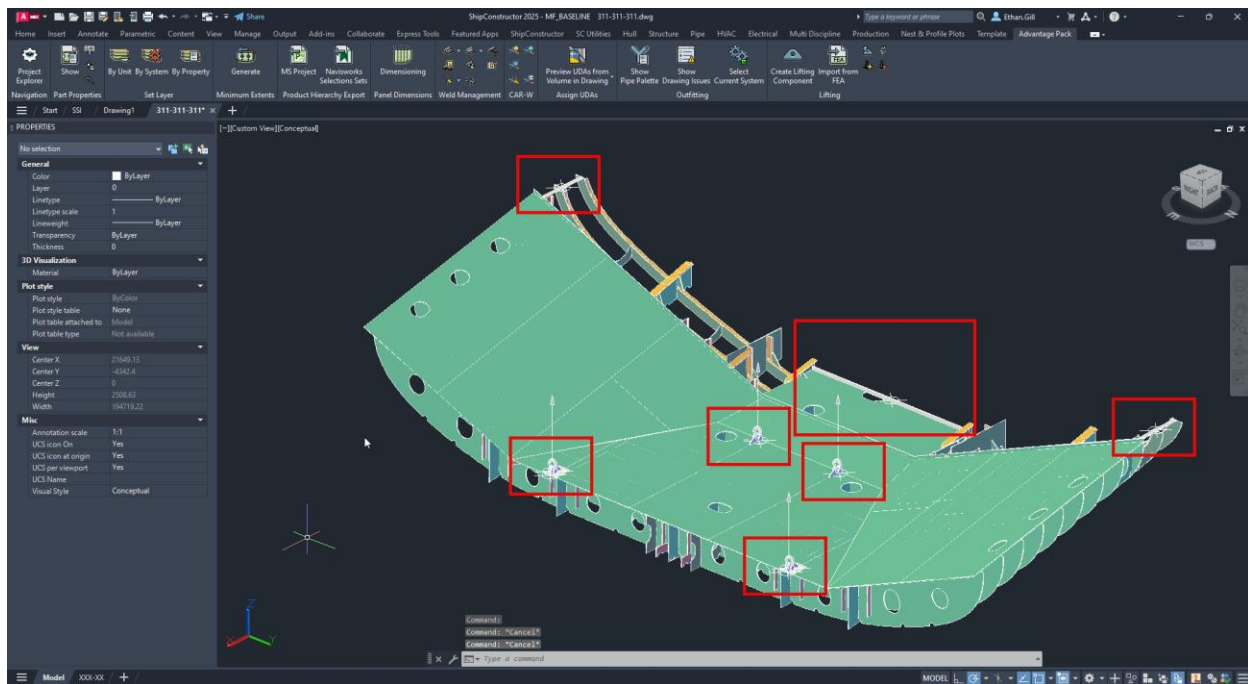 Share
ShipConstructor 2025 - MF_BASELINE 311-311-311.dwg
Type a keyword or phrase
Ethan.Gill
Home Insert Annotate Parametric Content View Manage Output Add-ins Collaborate Express Tools Featured Apps ShipConstructor SC Utilities Hull Structure Pipe HVAC Electrical Multi Discipline Production Nest & Profile Plots Template Advantage Pack
Project Explorer
Show
By Unit By System By Property
Generate
MS Project
Navisworks Selections Sets
Dimensioning
Preview UDAs from Volume in Drawing
Show Pipe Palette
Show Drawing Issues
Select Current System
Create Lifting Component
Import from FEA
Navigation Part Properties Set Layer Minimum Extents Product Hierarchy Export Panel Dimensions Weld Management CAR-W Assign UDAs Outfitting Lifting
Start SSI Drawing1 311-311-311*
PROPERTIES
[-][Custom View][Conceptual]
No selection
General
Color ByLayer
Layer 0
Linetype ByLayer
Linetype scale 1
Lineweight ByLayer
Transparency ByLayer
Thickness 0
3D Visualization
Material ByLayer
Plot style
Plot style ByColor
Plot style table None
Plot table attached to Model
Plot table type Not available
View
Center X 21649.13
Center Y -4342.4
Center Z 0
Height 2508.63
Width 194716.22
Misc
Annotation scale 1:1
UCS icon On Yes
UCS icon at origin Yes
UCS per viewport Yes
UCS Name
Visual Style Conceptual
RIGHT BACK
WCS
Z
X Y
Command:
Command: *Cancel*
Command: *Cancel*
Type a command
Model XXX-XX
MODEL